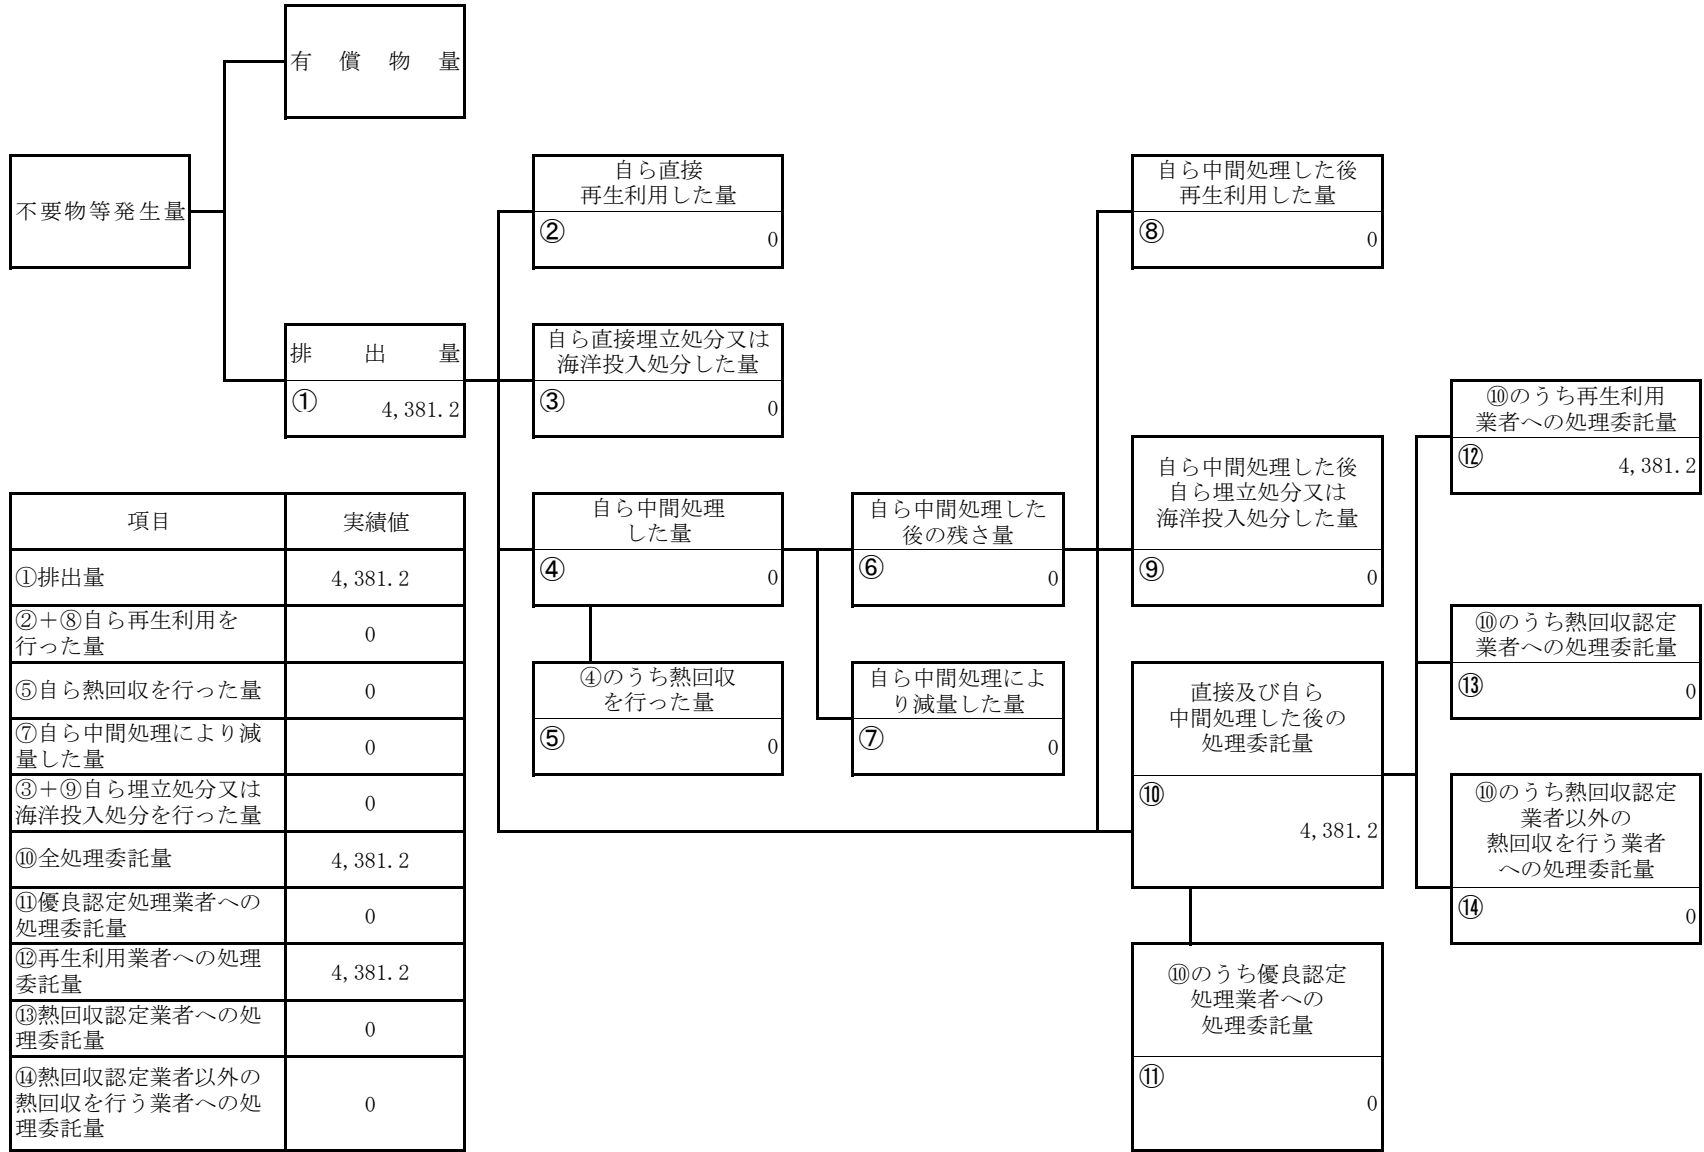 有償物量
不要物等発生量
排出量
①
4,381.2
自ら直接
再生利用した量
②
0
自ら直接埋立処分又は
海洋投入処分した量
③
0
自ら中間処理
した量
④
0
④のうち熱回収
を行った量
⑤
0
自ら中間処理した
後の残さ量
⑥
0
自ら中間処理によ
り減量した量
⑦
0
自ら中間処理した後
再生利用した量
⑧
0
自ら中間処理した後
自ら埋立処分又は
海洋投入処分した量
⑨
0
直接及び自ら
中間処理した後の
処理委託量
⑩
4,381.2
⑩のうち優良認定
処理業者への
処理委託量
⑪
0
⑩のうち再生利用
業者への処理委託量
⑫
4,381.2
⑩のうち熱回収認定
業者への処理委託量
⑬
0
⑩のうち熱回収認定
業者以外の
熱回収を行う業者
への処理委託量
⑭
0
項目 実績値
①排出量 4,381.2
②＋⑧自ら再生利用を
行った量
0
⑤自ら熱回収を行った量 0
⑦自ら中間処理により減
量した量
0
③＋⑨自ら埋立処分又は
海洋投入処分を行った量
0
⑩全処理委託量 4,381.2
⑪優良認定処理業者への
処理委託量
0
⑫再生利用業者への処理
委託量
4,381.2
⑬熱回収認定業者への処
理委託量
0
⑭熱回収認定業者以外の
熱回収を行う業者への処
理委託量
0